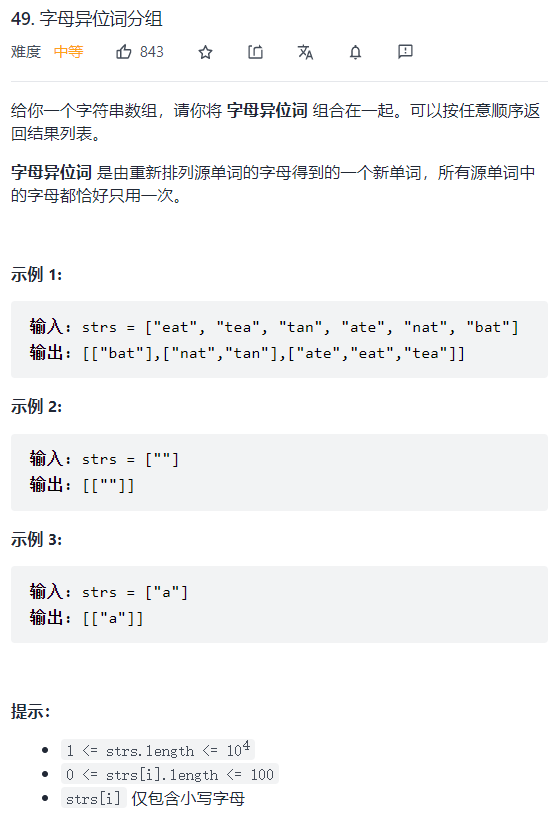 49. 字母异位词分组
难度 中等 843
给你一个字符串数组，请你将 字母异位词 组合在一起。可以按任意顺序返
回结果列表。
字母异位词 是由重新排列源单词的字母得到的一个新单词，所有源单词中
的字母都恰好只用一次。
示例 1:
输入: strs = ["eat", "tea", "tan", "ate", "nat", "bat"]
输出: [["bat"],["nat","tan"],["ate","eat","tea"]]
示例 2:
输入: strs = [""]
输出: [[""]]
示例 3:
输入: strs = ["a"]
输出: [["a"]]
提示：
1 <= strs.length <= 10⁴
0 <= strs[i].length <= 100
strs[i] 仅包含小写字母